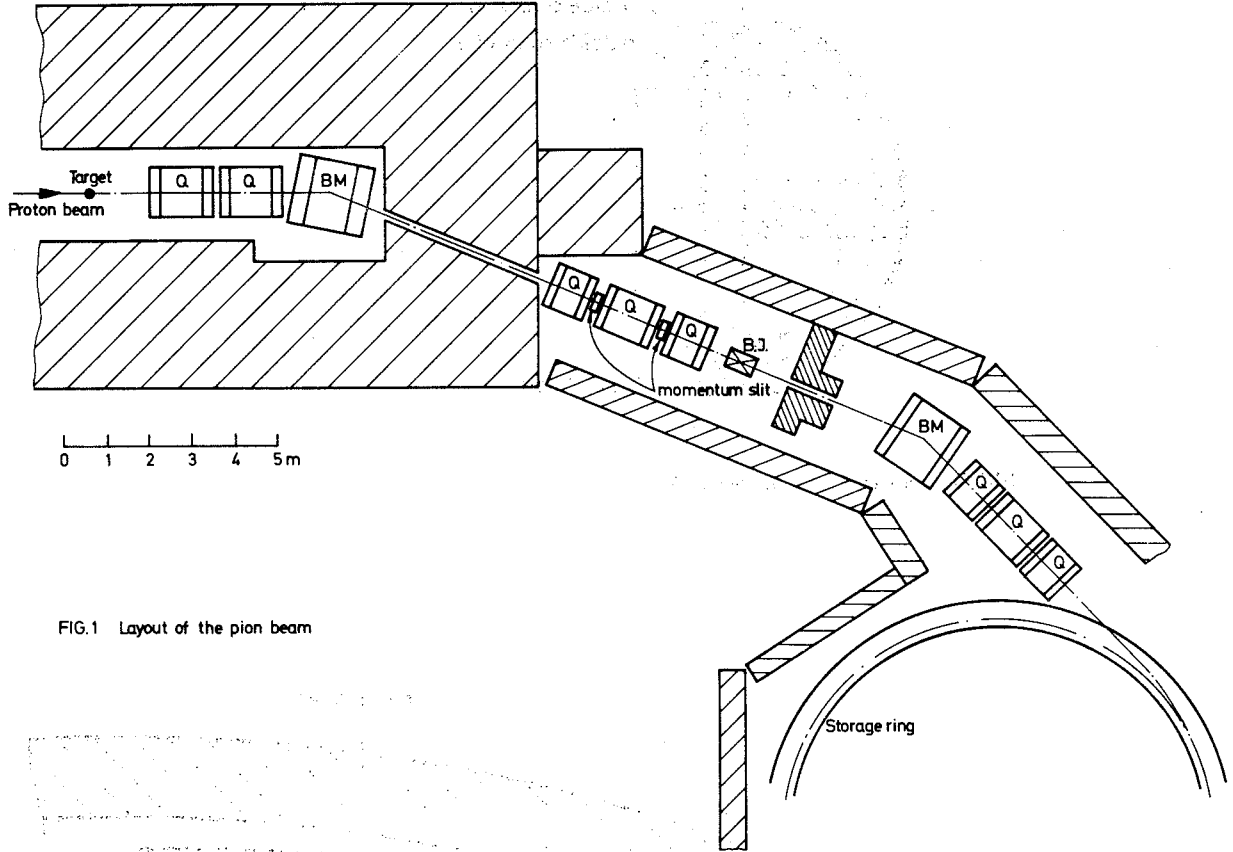 Target
Proton beam
Q
Q
BM
Q
Q
Q
B.J.
momentum slit
BM
Q
Q
Q
0 1 2 3 4 5 m
FIG.1 Layout of the pion beam
Storage ring